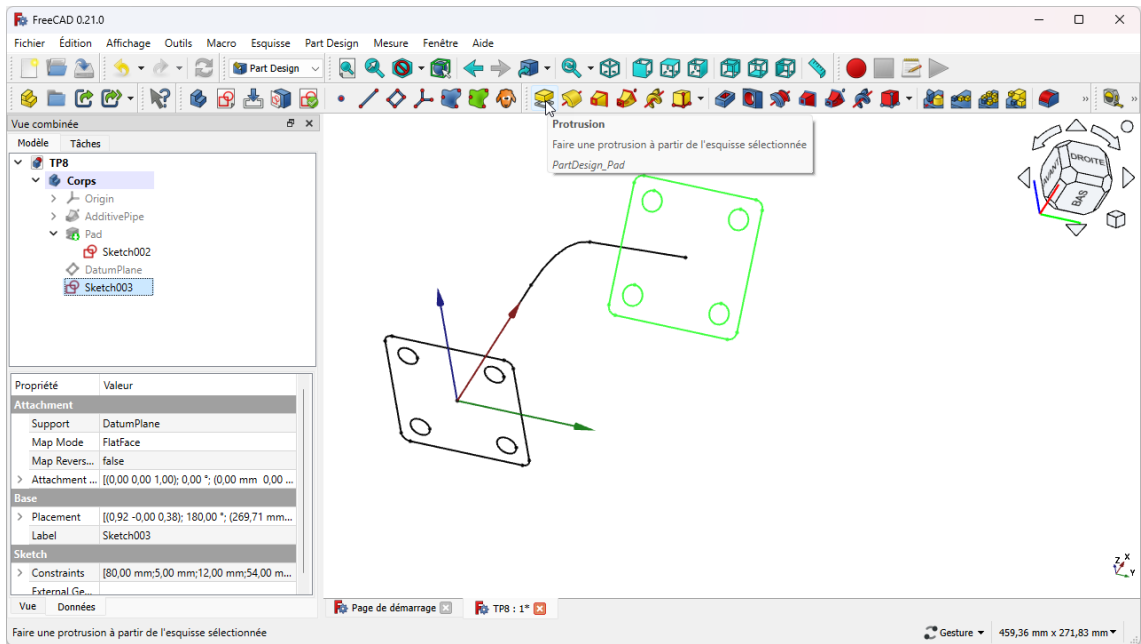 FreeCAD 0.21.0
Fichier Édition Affichage Outils Macro Esquisse Part Design Mesure Fenêtre Aide
Part Design
»
»
Vue combinée
Modèle Tâches
TP8
Corps
Origin
AdditivePipe
Pad
Sketch002
DatumPlane
Sketch003
Protrusion
Faire une protrusion à partir de l'esquisse sélectionnée
PartDesign_Pad
DROITE
AVANT
BAS
Propriété Valeur
Attachment
Support DatumPlane
Map Mode FlatFace
Map Revers... false
Attachment ... [(0,00 0,00 1,00); 0,00 °; (0,00 mm 0,00 ...
Base
Placement [(0,92 -0,00 0,38); 180,00 °; (269,71 mm...
Label Sketch003
Sketch
Constraints [80,00 mm;5,00 mm;12,00 mm;54,00 m...
External Ge...
Vue Données
Page de démarrage TP8 : 1*
Z X
Y
Faire une protrusion à partir de l'esquisse sélectionnée
Gesture 459,36 mm x 271,83 mm